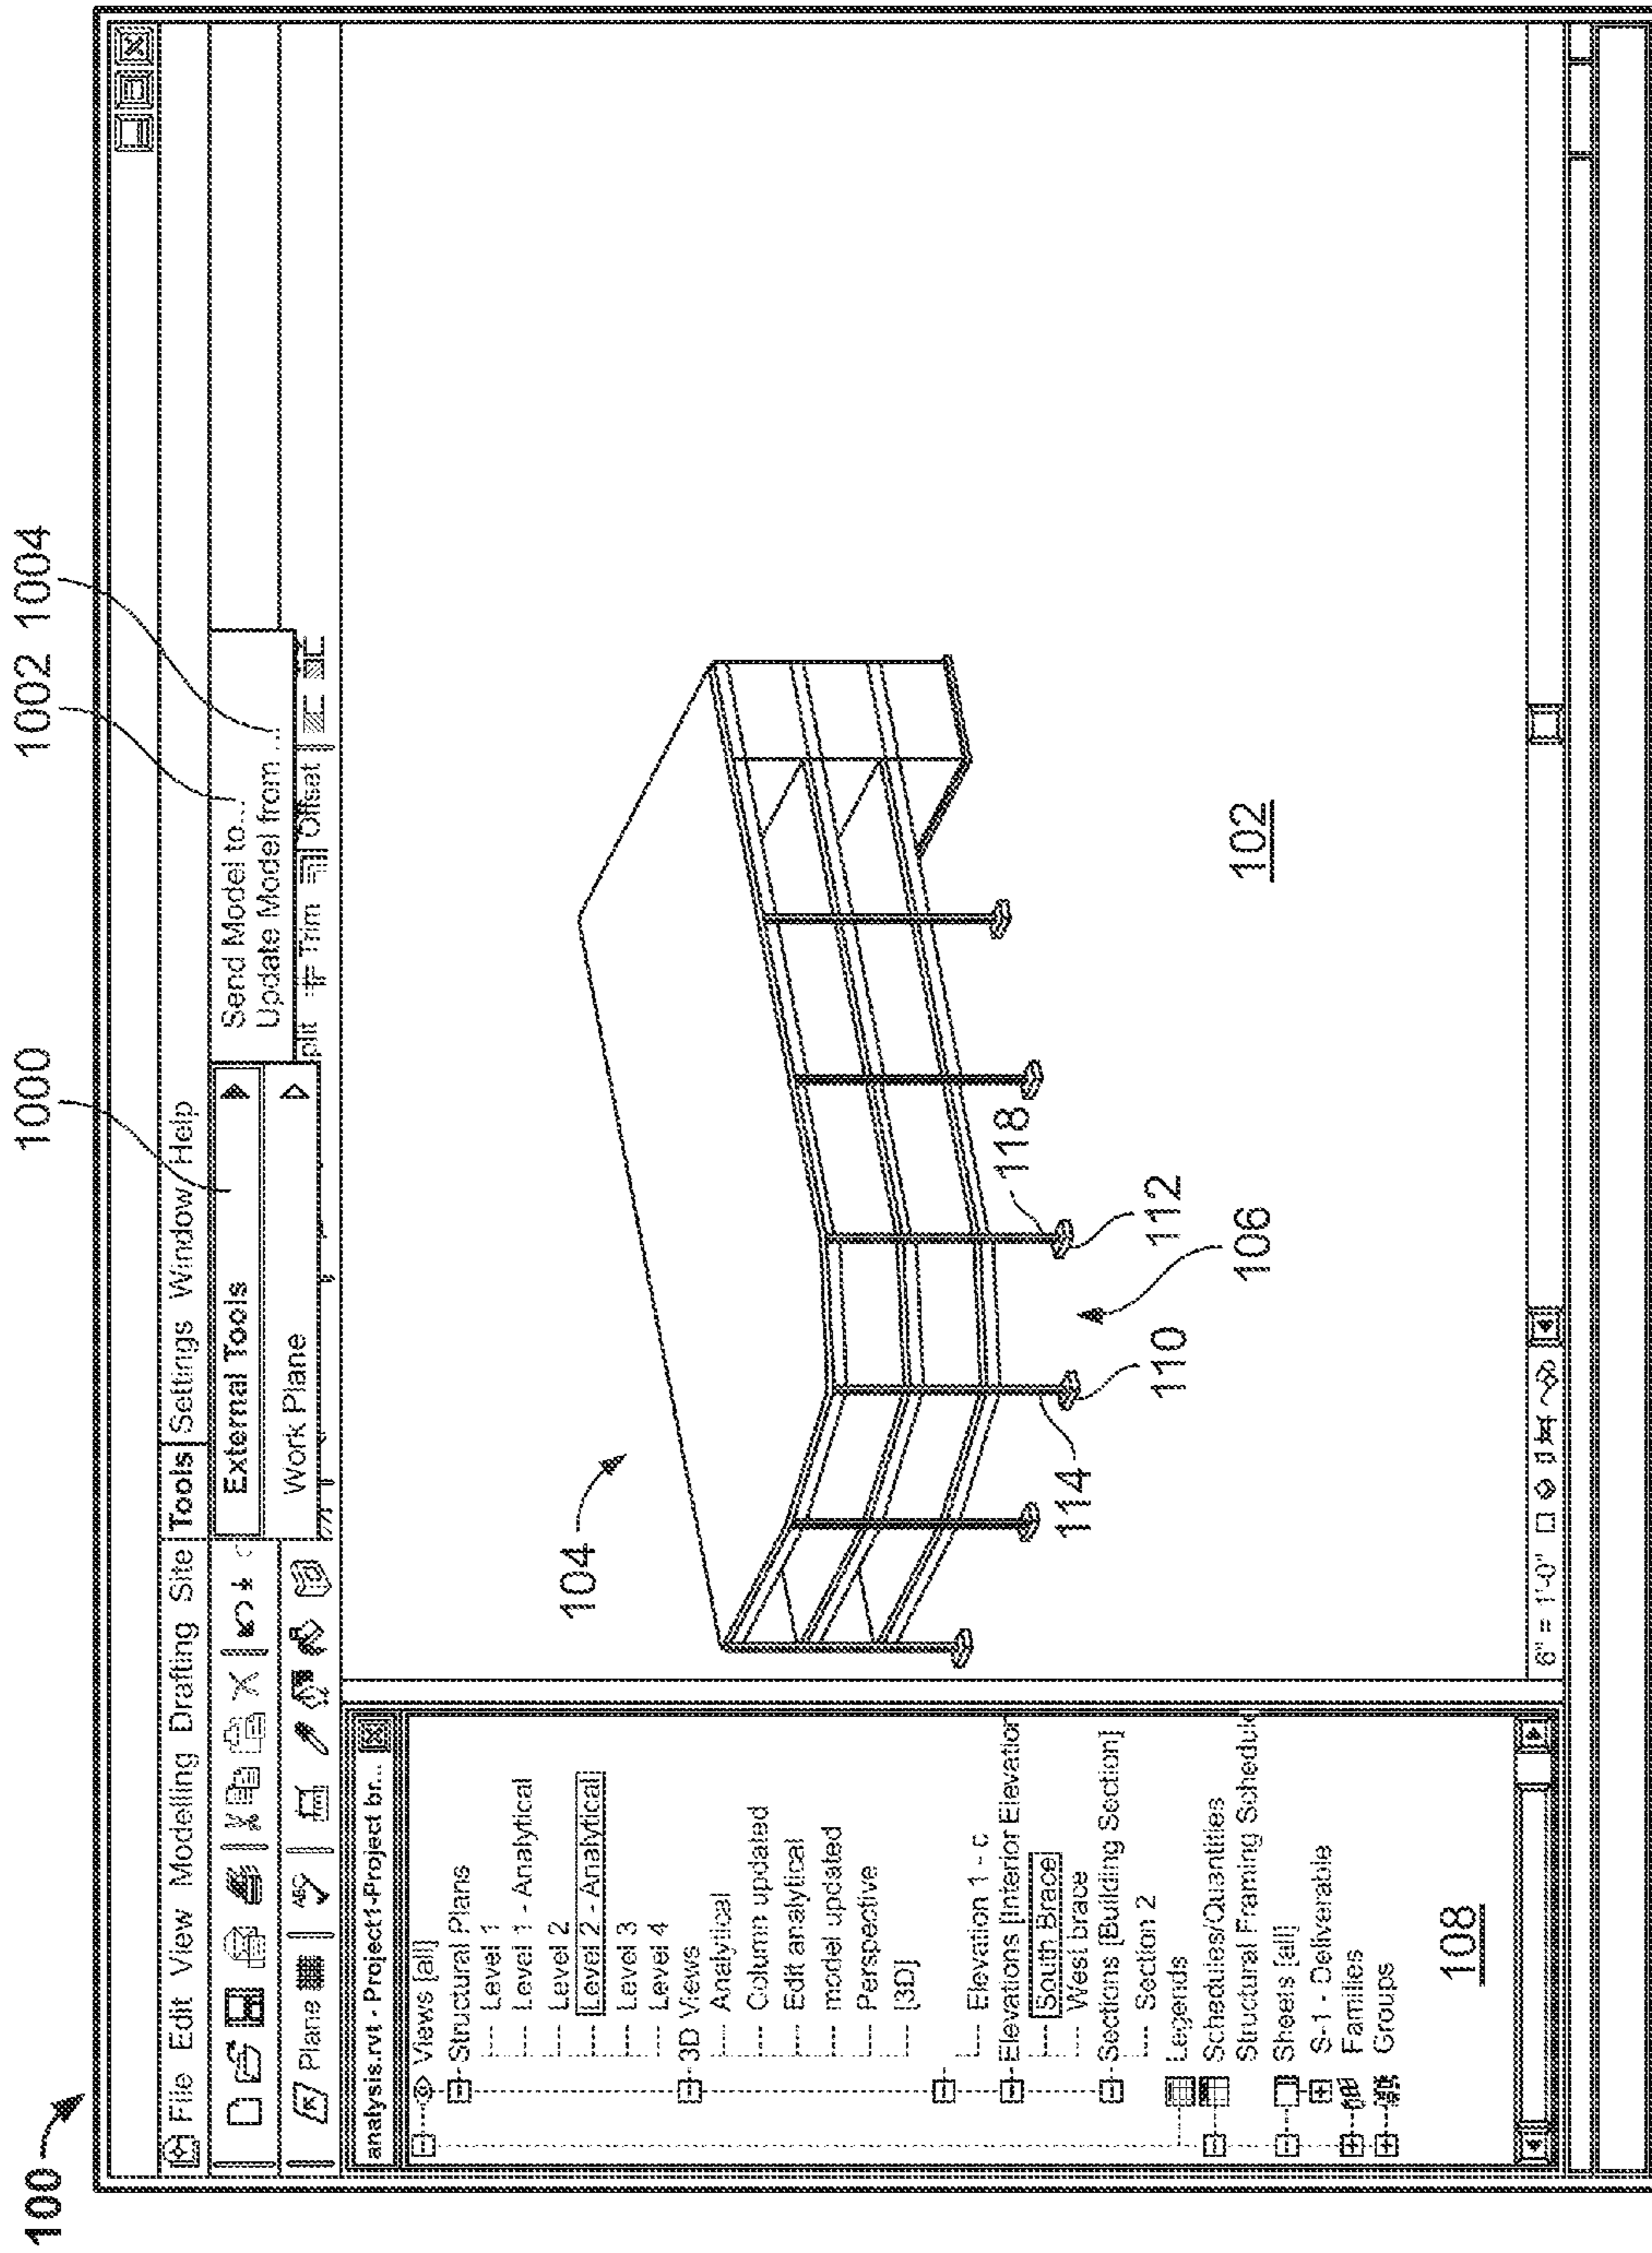 100
1000
1002 1004
File Edit View Modelling Drafting Site Tools Settings Window Help
External Tools
Send Model to...
Update Model from ...
Plane
ABC
Work Plane
plit Trim Offset
analysis.rvt - Project1-Project br...
Views [all]
Structural Plans
Level 1
Level 1 - Analytical
Level 2
Level 2 - Analytical
Level 3
Level 4
3D Views
Analytical
Column updated
Edit analytical
model updated
Perspective
[3D]
Elevation 1 - c
Elevations [Interior Elevation
South Brace
West brace
Sections [Building Section]
Section 2
Legends
Schedules/Quantities
Structural Framing Schedule
Sheets [all]
S-1 - Deliverable
Families
Groups
108
104
114
110
106
112
118
102
6" = 1'-0"